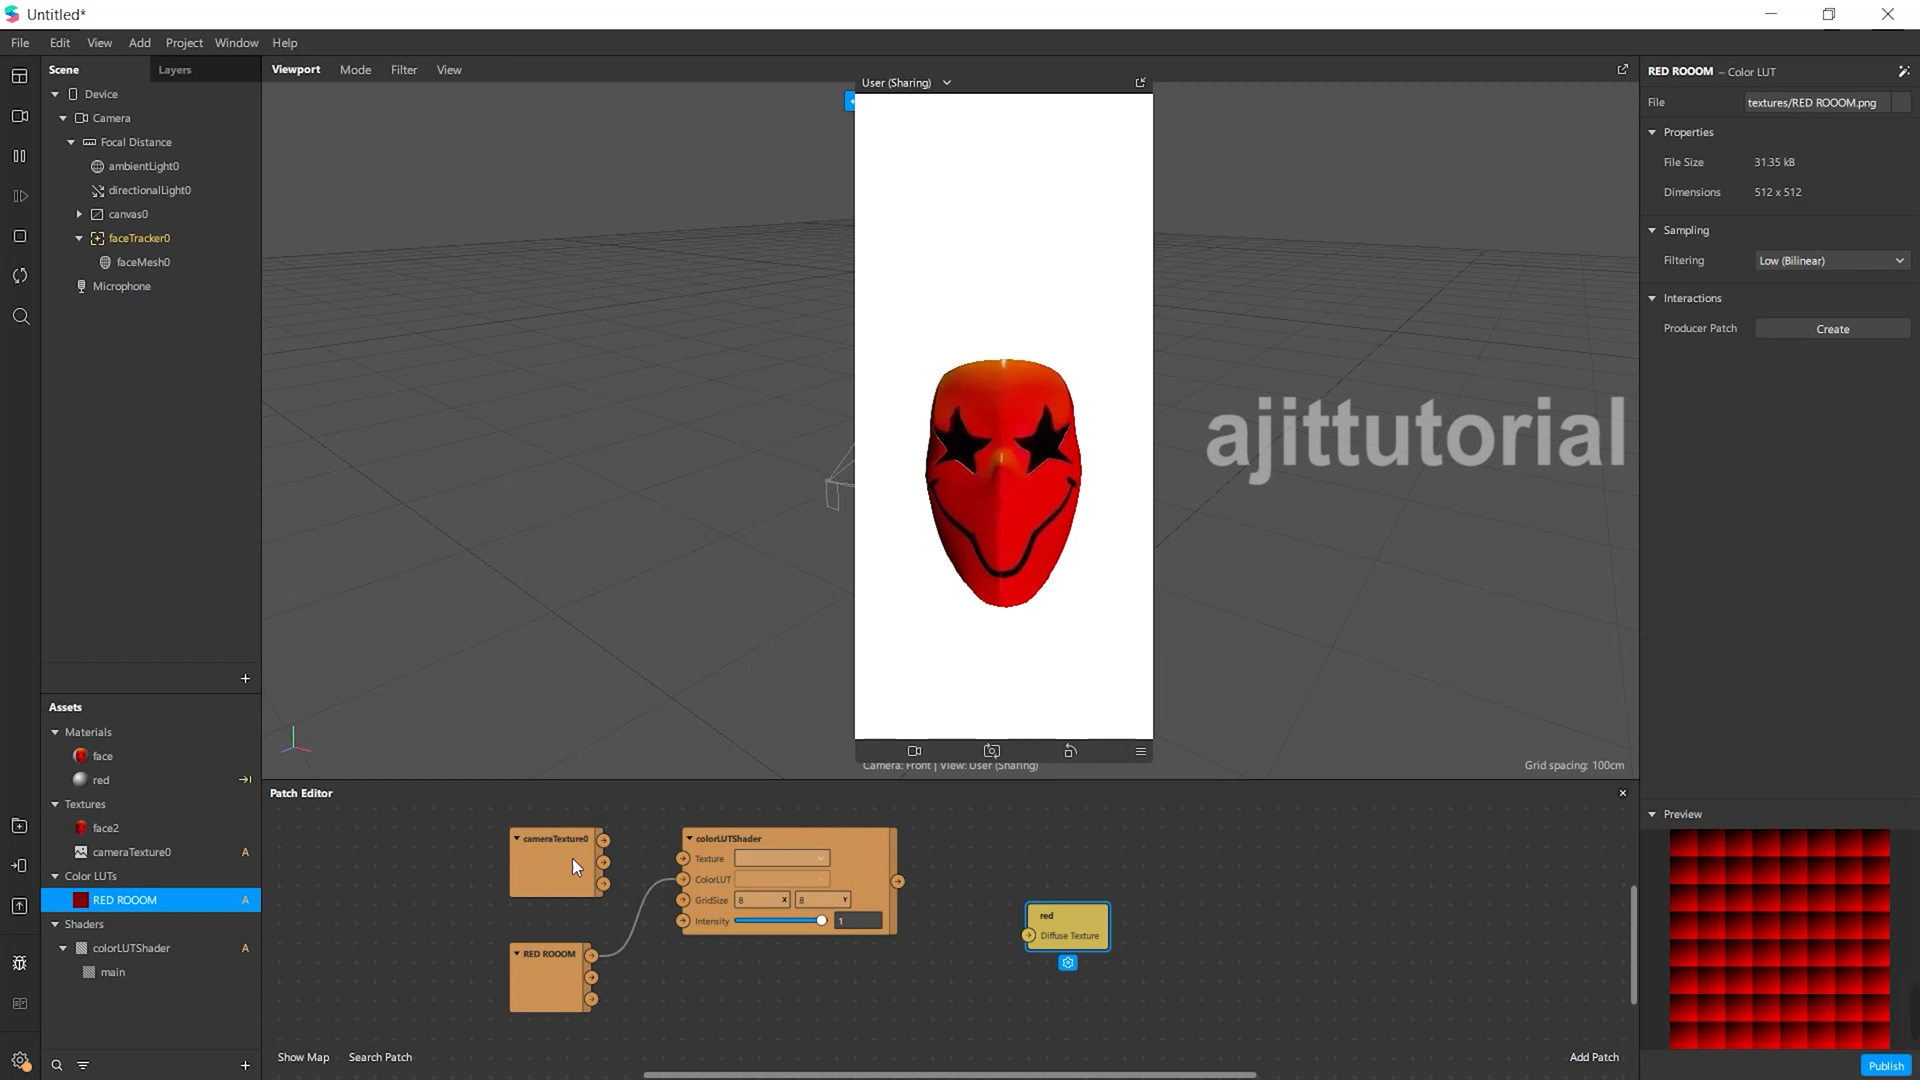 Untitled*
File Edit View Add Project Window Help
Scene Layers
Device
Camera
Focal Distance
ambientLight0
directionalLight0
canvas0
faceTracker0
faceMesh0
Microphone
Assets
Materials
face
red
Textures
face2
cameraTexture0 A
Color LUTs
RED ROOOM A
Shaders
colorLUTShader A
main
Viewport Mode Filter View
User (Sharing)
Camera: Front | View: User (Sharing)
Grid spacing: 100cm
ajittutorial
Patch Editor
cameraTexture0
RED ROOOM
colorLUTShader
Texture
ColorLUT
GridSize 8 X 8 Y
Intensity 1
red
Diffuse Texture
Show Map Search Patch
Add Patch
RED ROOOM – Color LUT
File textures/RED ROOOM.png
Properties
File Size 31.35 kB
Dimensions 512 x 512
Sampling
Filtering Low (Bilinear)
Interactions
Producer Patch Create
Preview
Publish